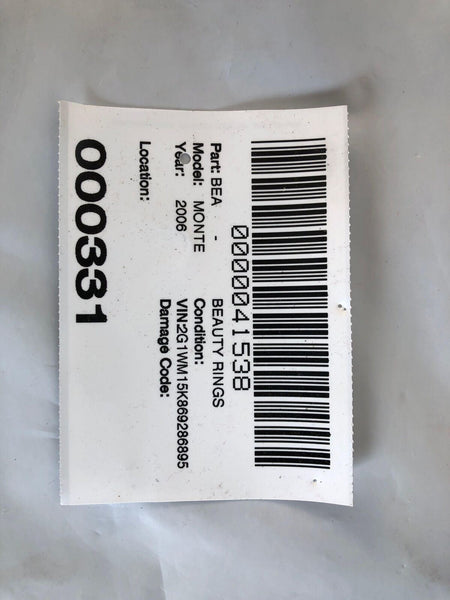 0000041538
Part: BEA - BEAUTY RINGS
Model: MONTE Condition:
Year: 2006 VIN:2G1WM15K869286895
Damage Code:
Location:
000331